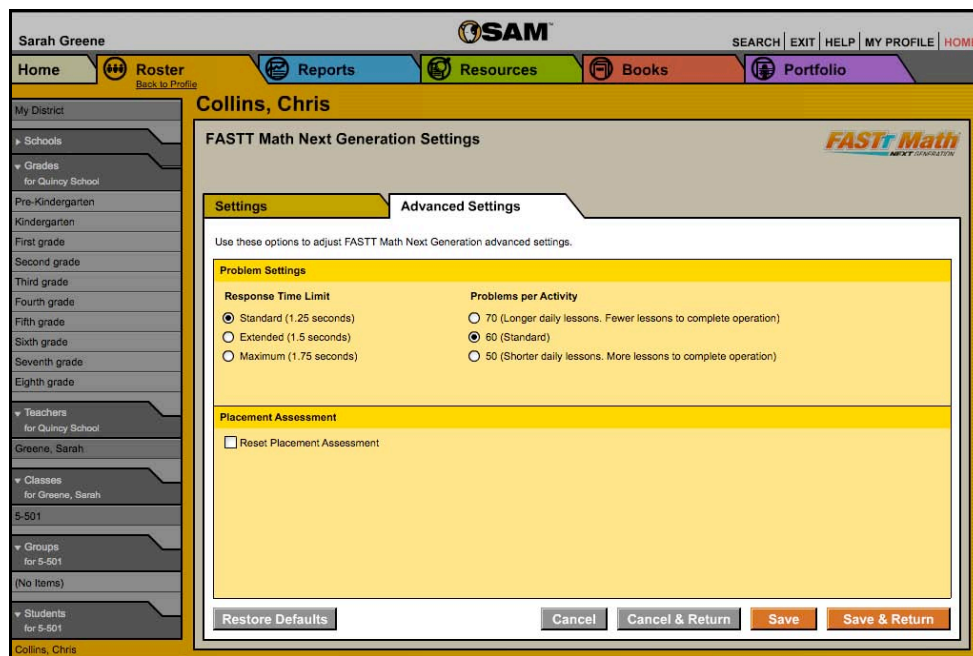 Sarah Greene
SAM™
SEARCH | EXIT | HELP | MY PROFILE | HOME
Home
Roster
Back to Profile
Reports
Resources
Books
Portfolio
My District
Schools
Grades
for Quincy School
Pre-Kindergarten
Kindergarten
First grade
Second grade
Third grade
Fourth grade
Fifth grade
Sixth grade
Seventh grade
Eighth grade
Teachers
for Quincy School
Greene, Sarah
Classes
for Greene, Sarah
5-501
Groups
for 5-501
(No Items)
Students
for 5-501
Collins, Chris
Collins, Chris
FASTT Math Next Generation Settings
FASTT Math
NEXT GENERATION
Settings
Advanced Settings
Use these options to adjust FASTT Math Next Generation advanced settings.
Problem Settings
Response Time Limit
Standard (1.25 seconds)
Extended (1.5 seconds)
Maximum (1.75 seconds)
Problems per Activity
70 (Longer daily lessons. Fewer lessons to complete operation)
60 (Standard)
50 (Shorter daily lessons. More lessons to complete operation)
Placement Assessment
Reset Placement Assessment
Restore Defaults
Cancel
Cancel & Return
Save
Save & Return